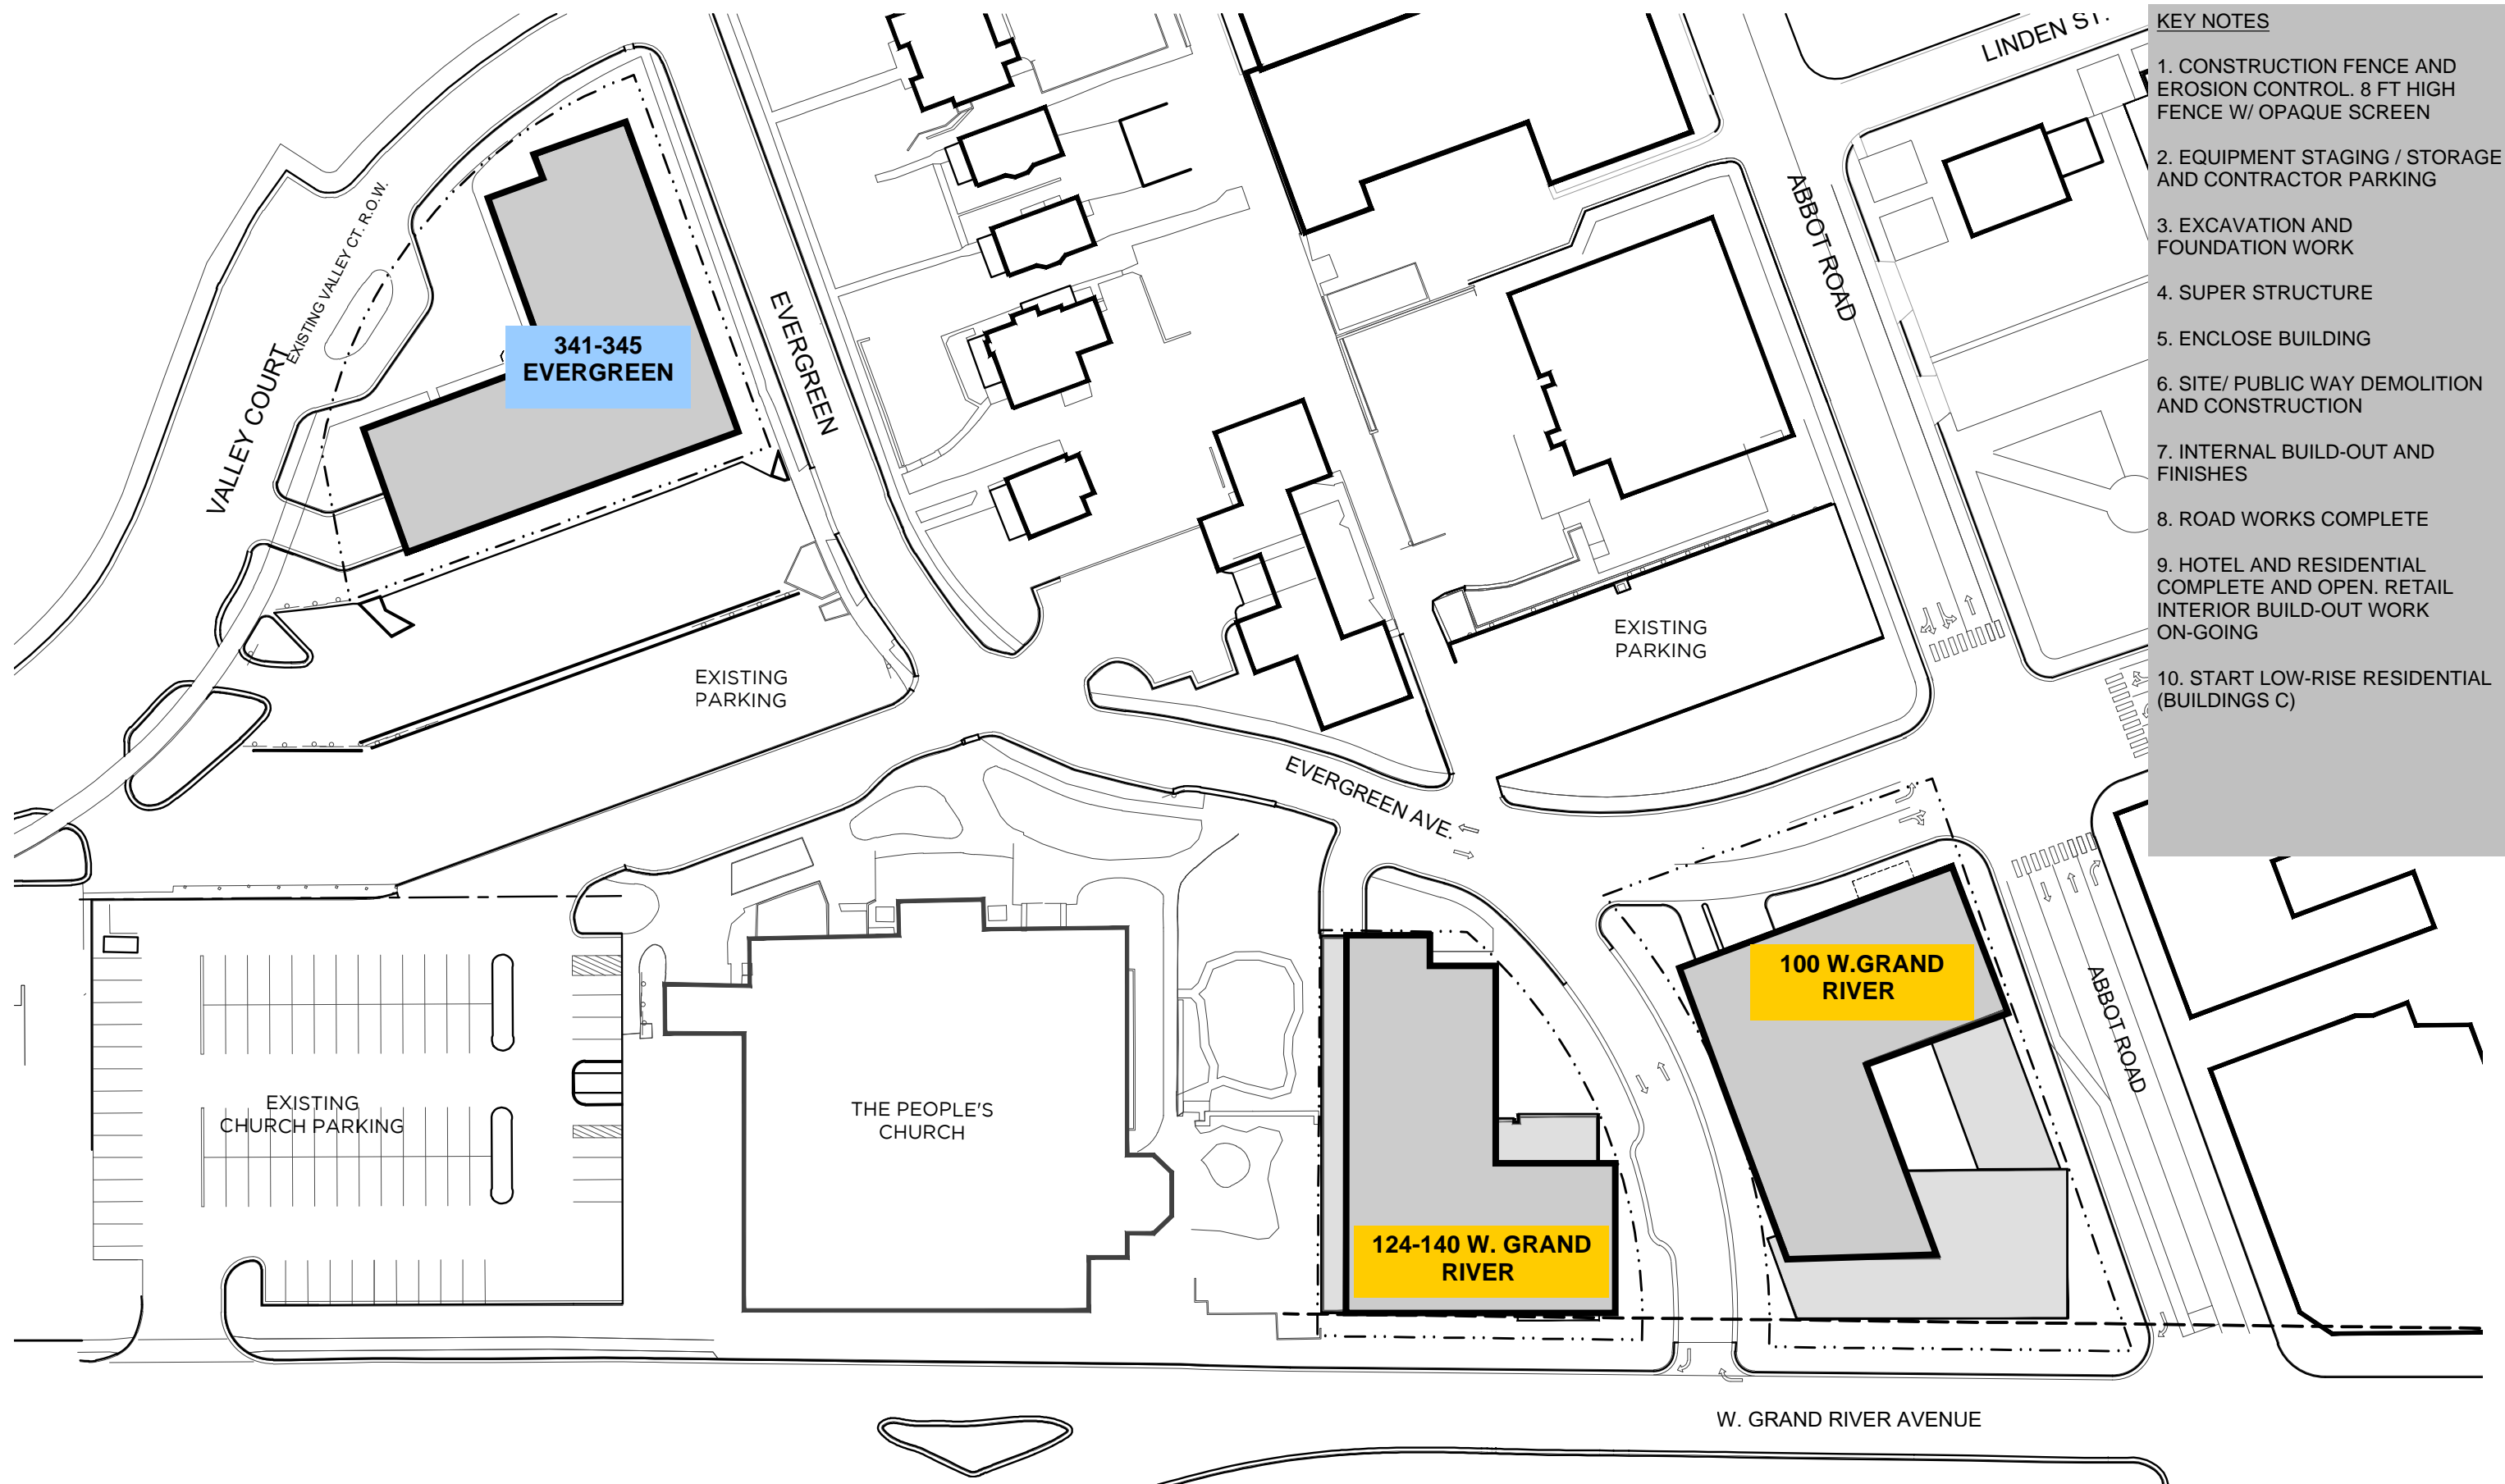 LINDEN ST.
KEY NOTES
1. CONSTRUCTION FENCE AND
EROSION CONTROL. 8 FT HIGH
FENCE W/ OPAQUE SCREEN
2. EQUIPMENT STAGING / STORAGE
AND CONTRACTOR PARKING
3. EXCAVATION AND
FOUNDATION WORK
4. SUPER STRUCTURE
5. ENCLOSE BUILDING
6. SITE/ PUBLIC WAY DEMOLITION
AND CONSTRUCTION
7. INTERNAL BUILD-OUT AND
FINISHES
8. ROAD WORKS COMPLETE
9. HOTEL AND RESIDENTIAL
COMPLETE AND OPEN. RETAIL
INTERIOR BUILD-OUT WORK
ON-GOING
10. START LOW-RISE RESIDENTIAL
(BUILDINGS C)
EXISTING VALLEY CT. R.O.W.
VALLEY COURT
341-345
EVERGREEN
EVERGREEN
ABBOT ROAD
EXISTING
PARKING
EXISTING
PARKING
EVERGREEN AVE.
100 W.GRAND
RIVER
ABBOT ROAD
EXISTING
CHURCH PARKING
THE PEOPLE'S
CHURCH
124-140 W. GRAND
RIVER
W. GRAND RIVER AVENUE